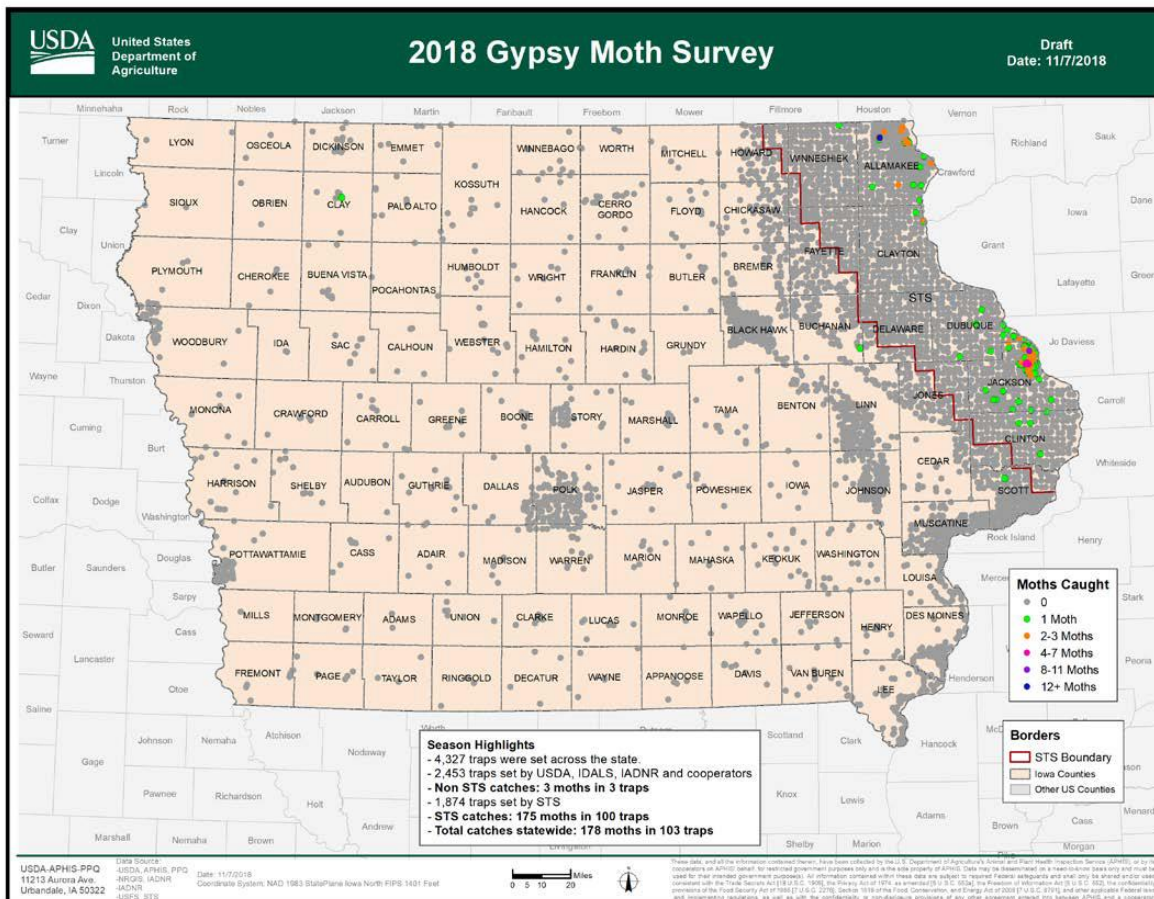 USDA
United States
Department of
Agriculture
2018 Gypsy Moth Survey
Draft
Date: 11/7/2018
Minnehaha Rock Nobles Jackson Martin Faribault Freeborn Mower Fillmore Houston Vernon
Turner
Lincoln
Richland
Sauk
Crawford
LYON OSCEOLA DICKINSON EMMET WINNEBAGO WORTH MITCHELL HOWARD WINNESHIEK ALLAMAKEE
KOSSUTH
SIOUX OBRIEN CLAY PALO ALTO HANCOCK CERRO GORDO FLOYD CHICKASAW
Clay
Union
Iowa
Dane
Grant
PLYMOUTH CHEROKEE BUENA VISTA POCAHONTAS HUMBOLDT WRIGHT FRANKLIN BUTLER BREMER FAYETTE CLAYTON
Cedar
Dixon
Dakota
Lafayette
Green
STS
WOODBURY IDA SAC CALHOUN WEBSTER HAMILTON HARDIN GRUNDY BLACK HAWK BUCHANAN DELAWARE DUBUQUE
Jo Daviess
Wayne
Thurston
MONONA CRAWFORD CARROLL GREENE BOONE STORY MARSHALL TAMA BENTON LINN JONES JACKSON
Carroll
Cuming
Burt
CLINTON
Whiteside
CEDAR
HARRISON SHELBY AUDUBON GUTHRIE DALLAS POLK JASPER POWESHIEK IOWA JOHNSON SCOTT
Colfax
Dodge
Washington
MUSCATINE
Rock Island
Henry
POTTAWATTAMIE CASS ADAIR MADISON WARREN MARION MAHASKA KEOKUK WASHINGTON
Douglas
Butler
Saunders
Sarpy
LOUISA
Stark
MILLS MONTGOMERY ADAMS UNION CLARKE LUCAS MONROE WAPELLO JEFFERSON HENRY DES MOINES
Seward
Cass
Lancaster
Otoe
Peoria
Henderson
FREMONT PAGE TAYLOR RINGGOLD DECATUR WAYNE APPANOOSE DAVIS VAN BUREN LEE
Saline
Johnson Nemaha Atchison
Nodaway
Gage
Pawnee Richardson
Holt
Andrew
Marshall Nemaha Brown
Scotland Clark Hancock
Knox Lewis
Adams
Shelby Marion
Brown Cass
Morgan
Moths Caught
0
1 Moth
2-3 Moths
4-7 Moths
8-11 Moths
12+ Moths
Borders
STS Boundary
Iowa Counties
Other US Counties
Season Highlights
- 4,327 traps were set across the state.
- 2,453 traps set by USDA, IDALS, IADNR and cooperators
- Non STS catches: 3 moths in 3 traps
- 1,874 traps set by STS
- STS catches: 175 moths in 100 traps
- Total catches statewide: 178 moths in 103 traps
USDA-APHIS-PPQ
11213 Aurora Ave.
Urbandale, IA 50322
Data Source:
-USDA, APHIS, PPQ
-NRGIS, IADNR
-IADNR
-USFS, STS
Date: 11/7/2018
Coordinate System: NAD 1983 StatePlane Iowa North FIPS 1401 Feet
Miles
0 5 10 20